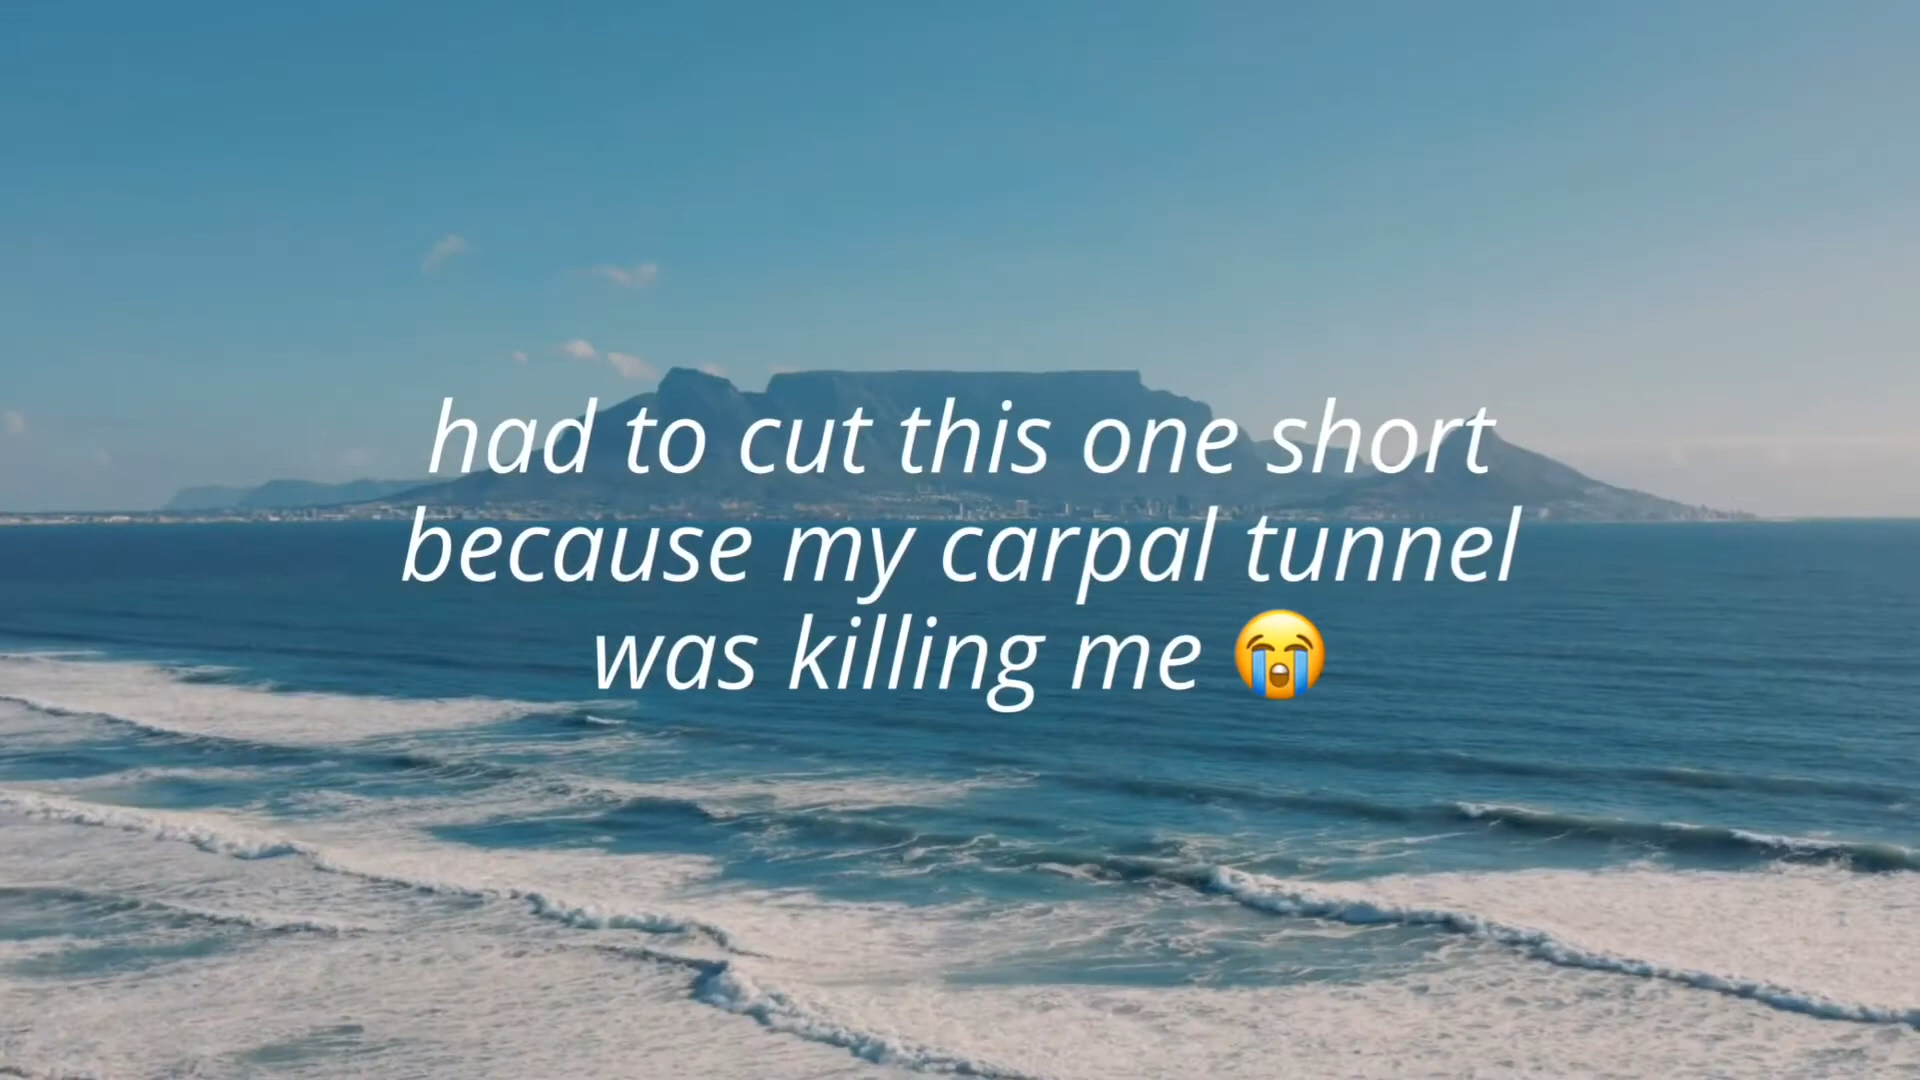 had to cut this one short
because my carpal tunnel
was killing me 😭